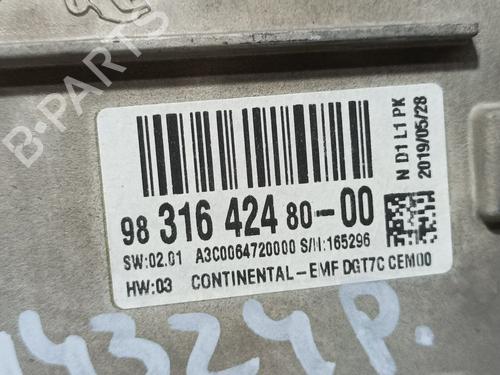 B-PARTS
98 316 424 80-00
SW:02.01 A3C0064720000 S/N:165296
HW:03 CONTINENTAL-EMF DGT7C CEM00
N D1 L1 PK
2019/05/28
14324p.